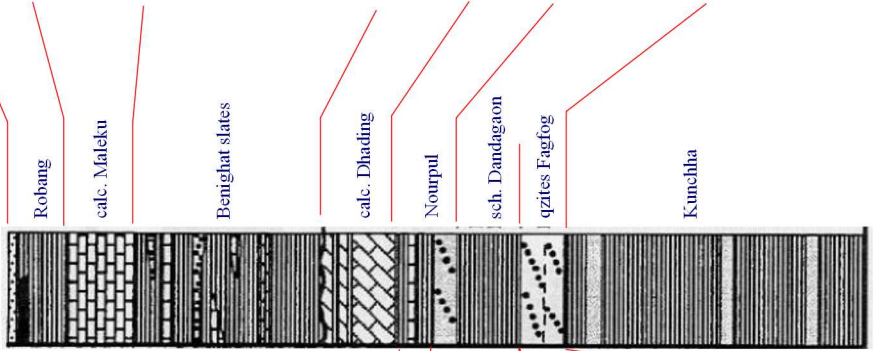 Robang
calc. Maleku
Benighat slates
calc. Dhading
Nourpul
sch. Dandagaon
qzites Fagfog
Kunchha